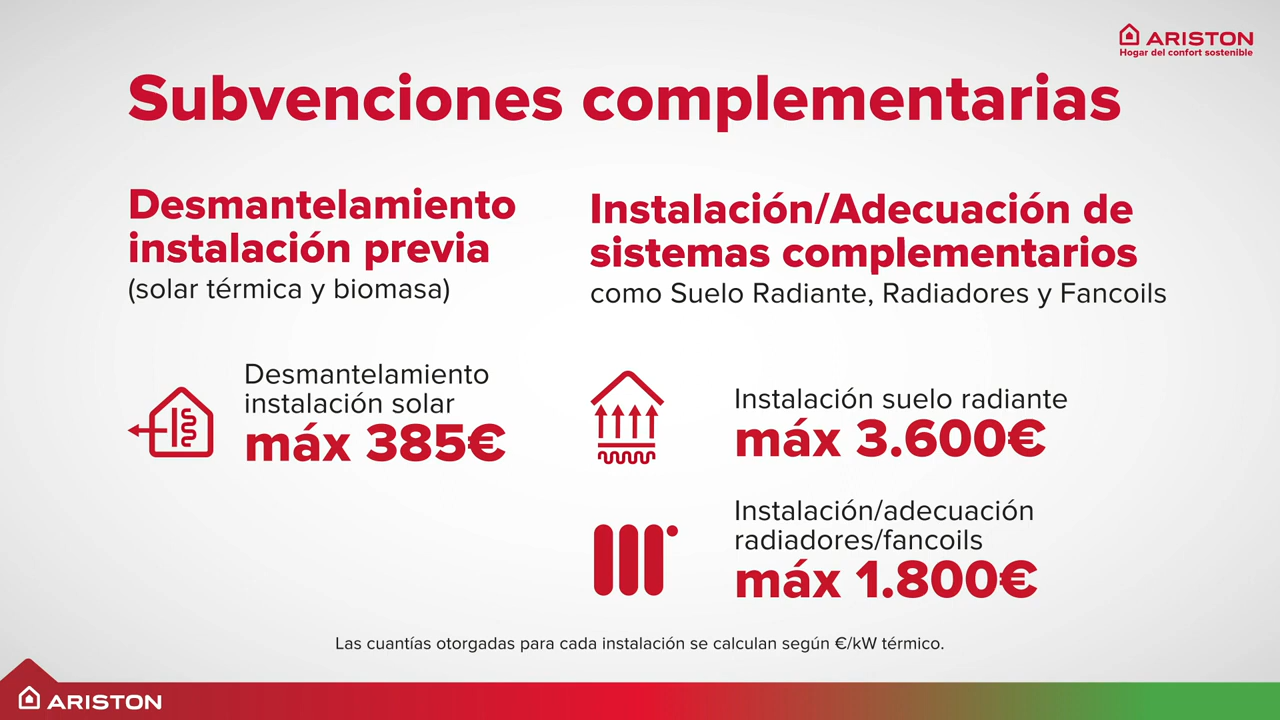 ARISTON
Hogar del confort sostenible
Subvenciones complementarias
Desmantelamiento
instalación previa
(solar térmica y biomasa)
Desmantelamiento
instalación solar
máx 385€
Instalación/Adecuación de
sistemas complementarios
como Suelo Radiante, Radiadores y Fancoils
Instalación suelo radiante
máx 3.600€
Instalación/adecuación
radiadores/fancoils
máx 1.800€
Las cuantías otorgadas para cada instalación se calculan según €/kW térmico.
ARISTON